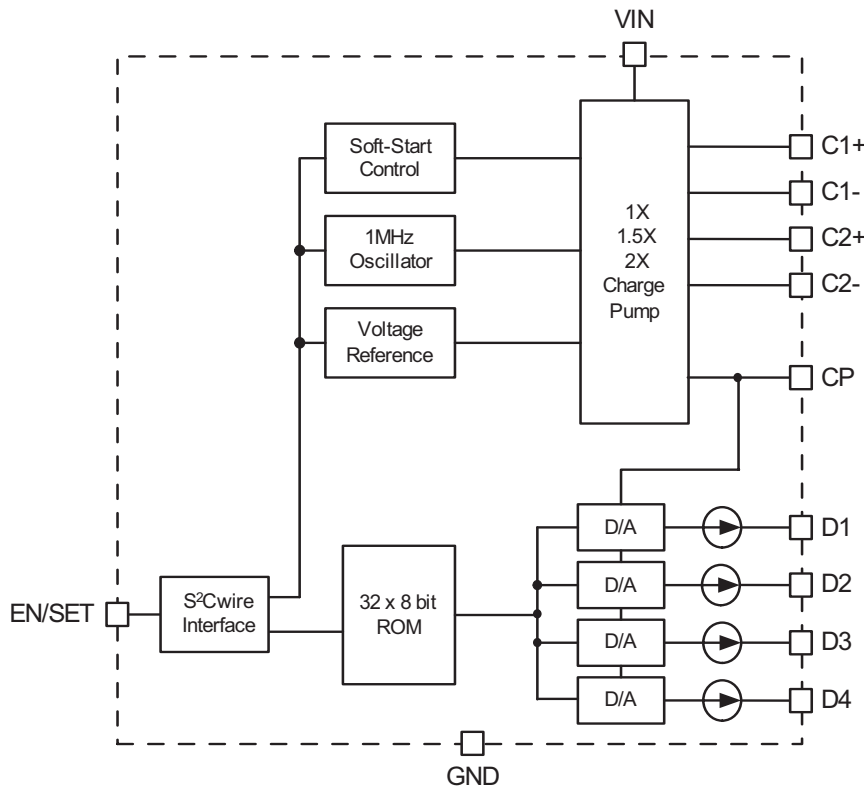 VIN
Soft-Start
Control
1MHz
Oscillator
Voltage
Reference
1X
1.5X
2X
Charge
Pump
C1+
C1-
C2+
C2-
CP
EN/SET
S²Cwire
Interface
32 x 8 bit
ROM
D/A
D1
D/A
D2
D/A
D3
D/A
D4
GND